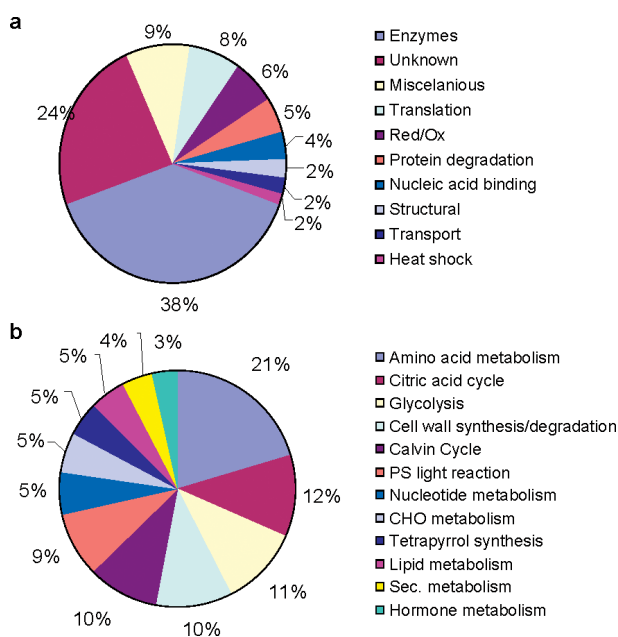 a
9%
8%
6%
5%
4%
2%
2%
2%
24%
38%
Enzymes
Unknown
Miscelanious
Translation
Red/Ox
Protein degradation
Nucleic acid binding
Structural
Transport
Heat shock
b
4%
3%
5%
21%
5%
5%
5%
12%
9%
11%
10%
10%
Amino acid metabolism
Citric acid cycle
Glycolysis
Cell wall synthesis/degradation
Calvin Cycle
PS light reaction
Nucleotide metabolism
CHO metabolism
Tetrapyrrol synthesis
Lipid metabolism
Sec. metabolism
Hormone metabolism